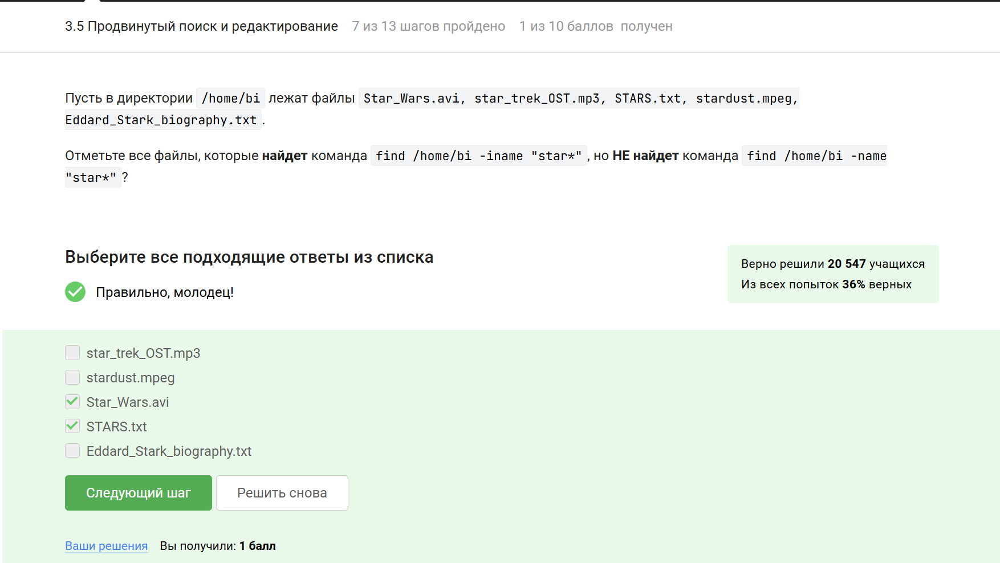 3.5 Продвинутый поиск и редактирование 7 из 13 шагов пройдено 1 из 10 баллов получен
Пусть в директории /home/bi лежат файлы Star_Wars.avi, star_trek_OST.mp3, STARS.txt, stardust.mpeg,
Eddard_Stark_biography.txt.
Отметьте все файлы, которые найдет команда find /home/bi -iname "star*", но НЕ найдет команда find /home/bi -name
"star*"?
Выберите все подходящие ответы из списка
Верно решили 20 547 учащихся
Из всех попыток 36% верных
Правильно, молодец!
star_trek_OST.mp3
stardust.mpeg
Star_Wars.avi
STARS.txt
Eddard_Stark_biography.txt
Следующий шаг Решить снова
Ваши решения Вы получили: 1 балл